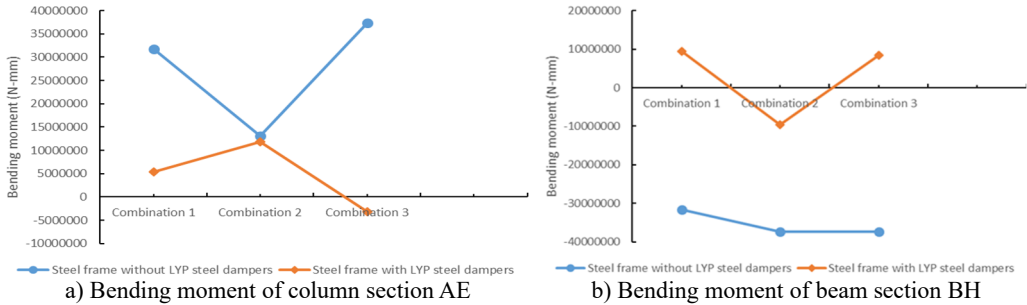 Bending moment (N-mm)
40000000
35000000
30000000
25000000
20000000
15000000
10000000
5000000
0
-5000000
-10000000
Combination 1 Combination 2 Combination 3
Steel frame without LYP steel dampers Steel frame with LYP steel dampers
a) Bending moment of column section AE
Bending moment (N-mm)
20000000
10000000
0
-10000000
-20000000
-30000000
-40000000
Combination 1 Combination 2 Combination 3
Steel frame without LYP steel dampers Steel frame with LYP steel dampers
b) Bending moment of beam section BH